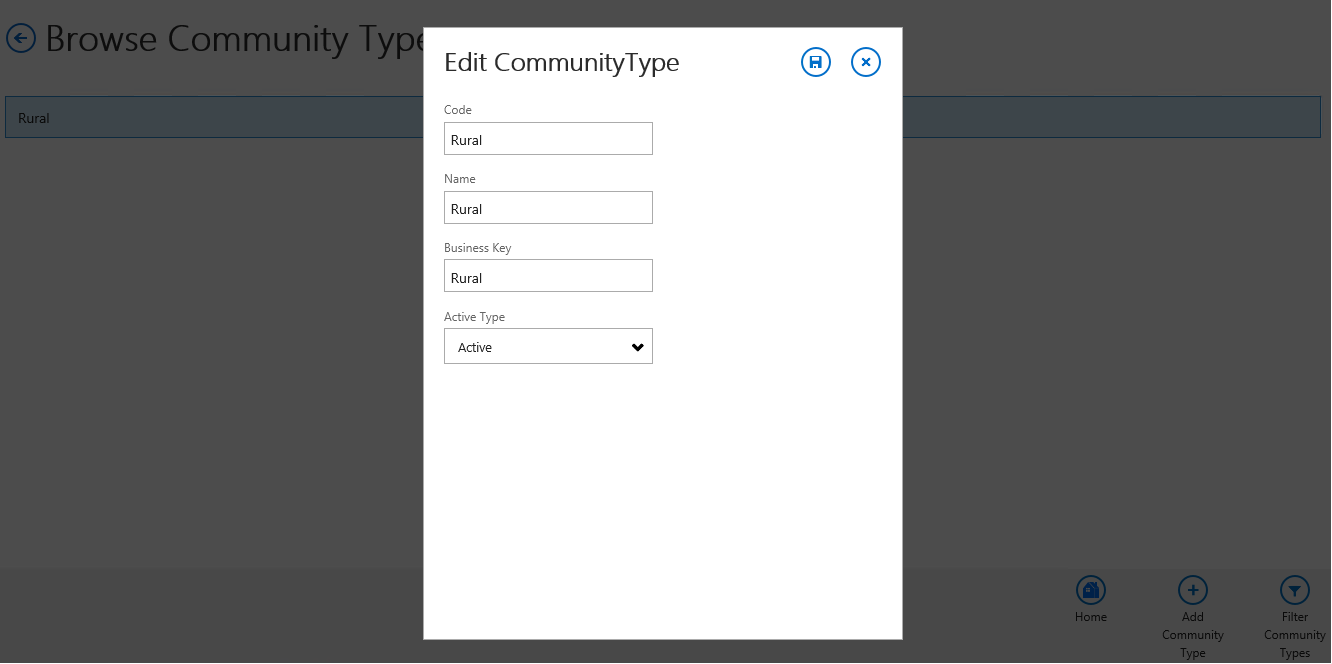 Browse Community Type
Rural
Edit CommunityType
Code
Rural
Name
Rural
Business Key
Rural
Active Type
Active
Home
Add
Community
Type
Filter
Community
Types